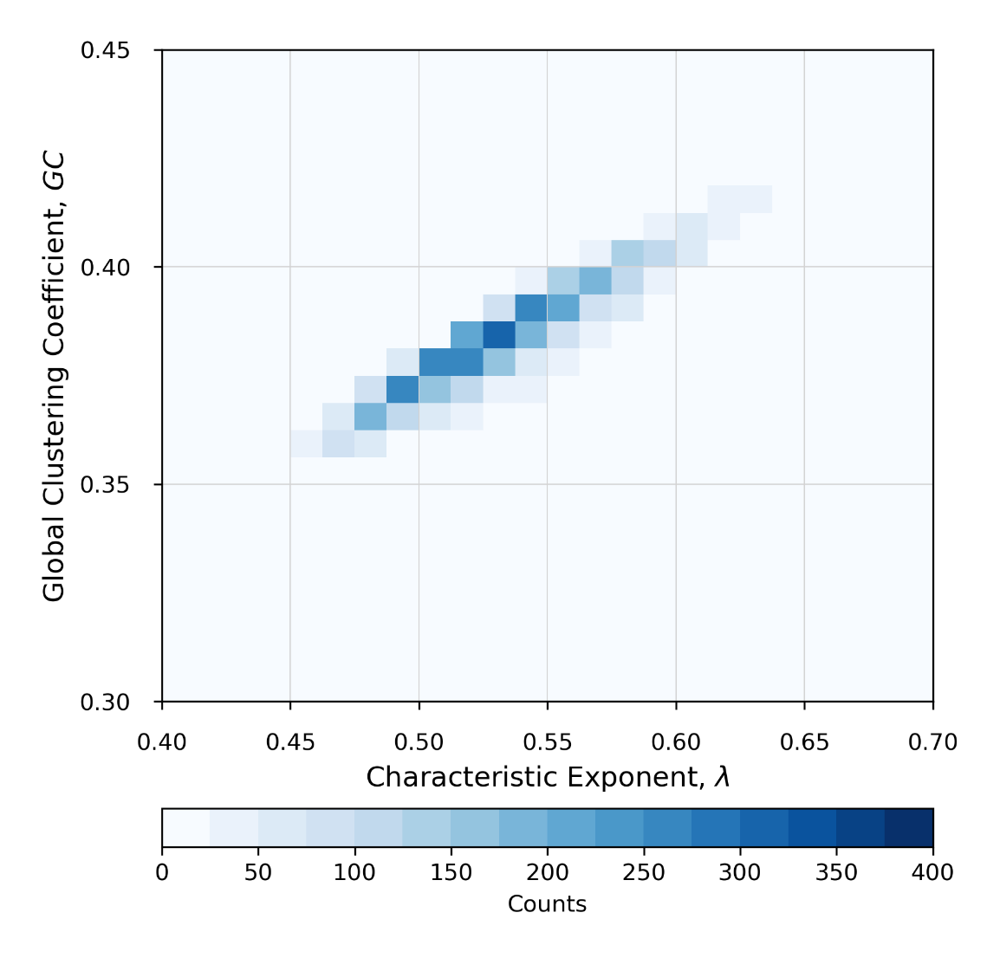 0.45
0.40
0.35
0.30
Global Clustering Coefficient, GC
0.40 0.45 0.50 0.55 0.60 0.65 0.70
Characteristic Exponent, λ
0 50 100 150 200 250 300 350 400
Counts